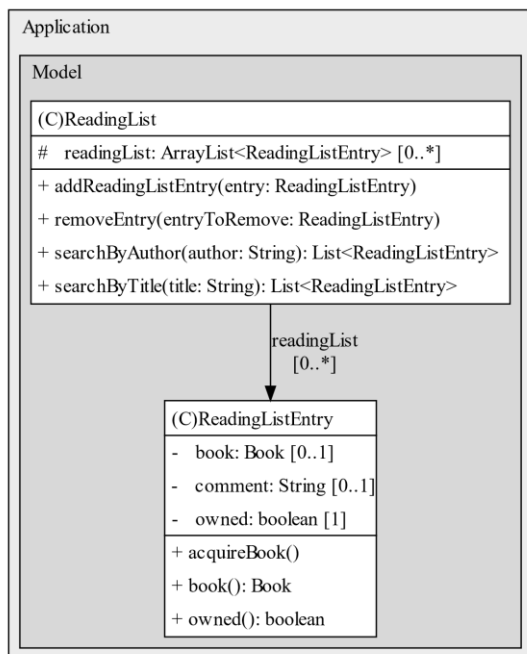 Application
Model
(C)ReadingList
# readingList: ArrayList<ReadingListEntry> [0..*]
+ addReadingListEntry(entry: ReadingListEntry)
+ removeEntry(entryToRemove: ReadingListEntry)
+ searchByAuthor(author: String): List<ReadingListEntry>
+ searchByTitle(title: String): List<ReadingListEntry>
readingList
[0..*]
(C)ReadingListEntry
- book: Book [0..1]
- comment: String [0..1]
- owned: boolean [1]
+ acquireBook()
+ book(): Book
+ owned(): boolean